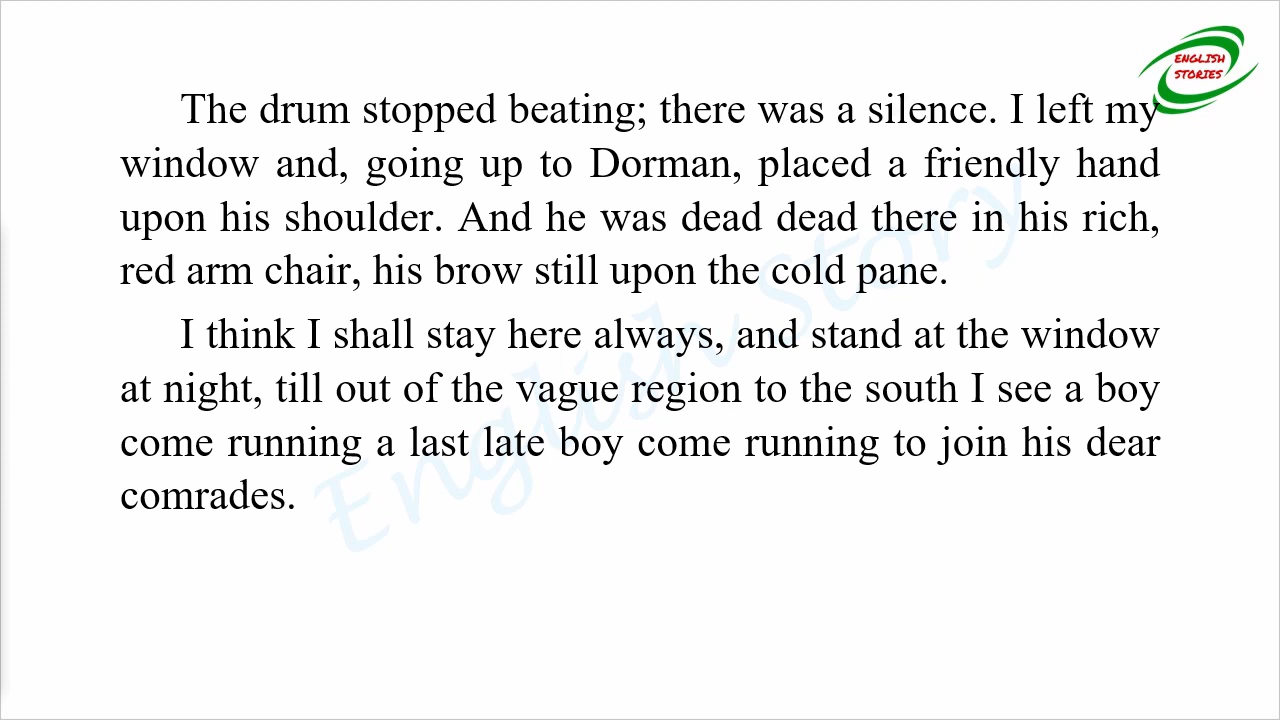 ENGLISH
STORIES
The drum stopped beating; there was a silence. I left my
window and, going up to Dorman, placed a friendly hand
upon his shoulder. And he was dead dead there in his rich,
red arm chair, his brow still upon the cold pane.
I think I shall stay here always, and stand at the window
at night, till out of the vague region to the south I see a boy
come running a last late boy come running to join his dear
comrades.
English Story